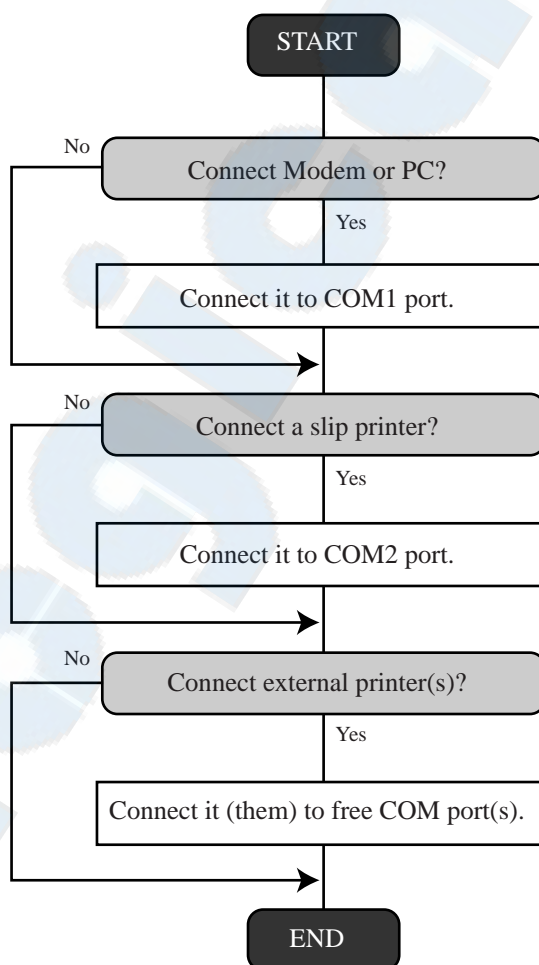 START
No
Connect Modem or PC?
Yes
Connect it to COM1 port.
No
Connect a slip printer?
Yes
Connect it to COM2 port.
No
Connect external printer(s)?
Yes
Connect it (them) to free COM port(s).
END